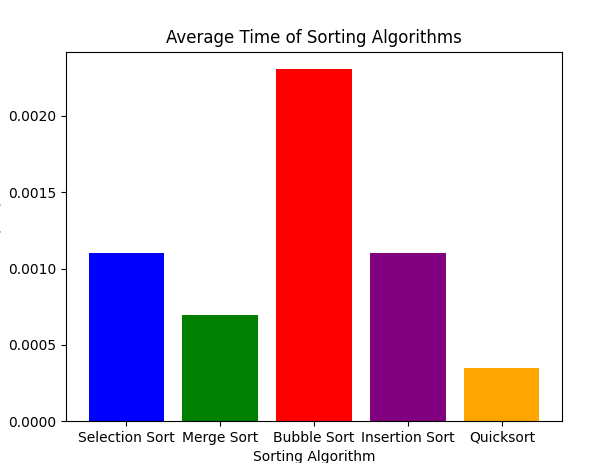 Average Time of Sorting Algorithms
0.0020
0.0015
0.0010
0.0005
0.0000
Selection Sort Merge Sort Bubble Sort Insertion Sort Quicksort
Sorting Algorithm